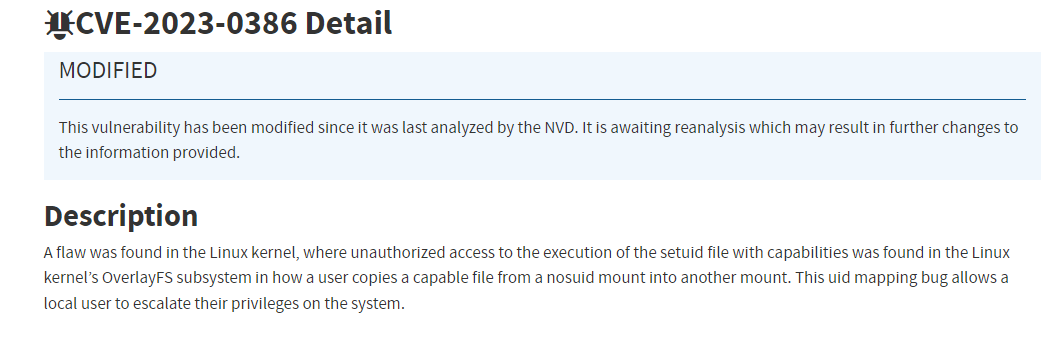 CVE-2023-0386 Detail
MODIFIED
This vulnerability has been modified since it was last analyzed by the NVD. It is awaiting reanalysis which may result in further changes to
the information provided.
Description
A flaw was found in the Linux kernel, where unauthorized access to the execution of the setuid file with capabilities was found in the Linux
kernel’s OverlayFS subsystem in how a user copies a capable file from a nosuid mount into another mount. This uid mapping bug allows a
local user to escalate their privileges on the system.